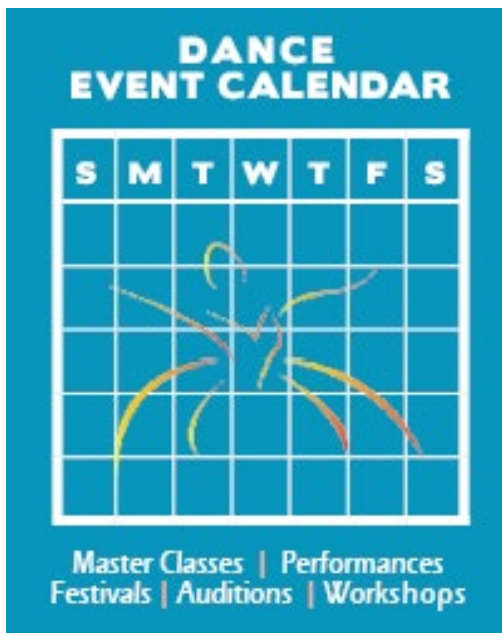 DANCE
EVENT CALENDAR
S M T W T F S
Master Classes | Performances
Festivals | Auditions | Workshops